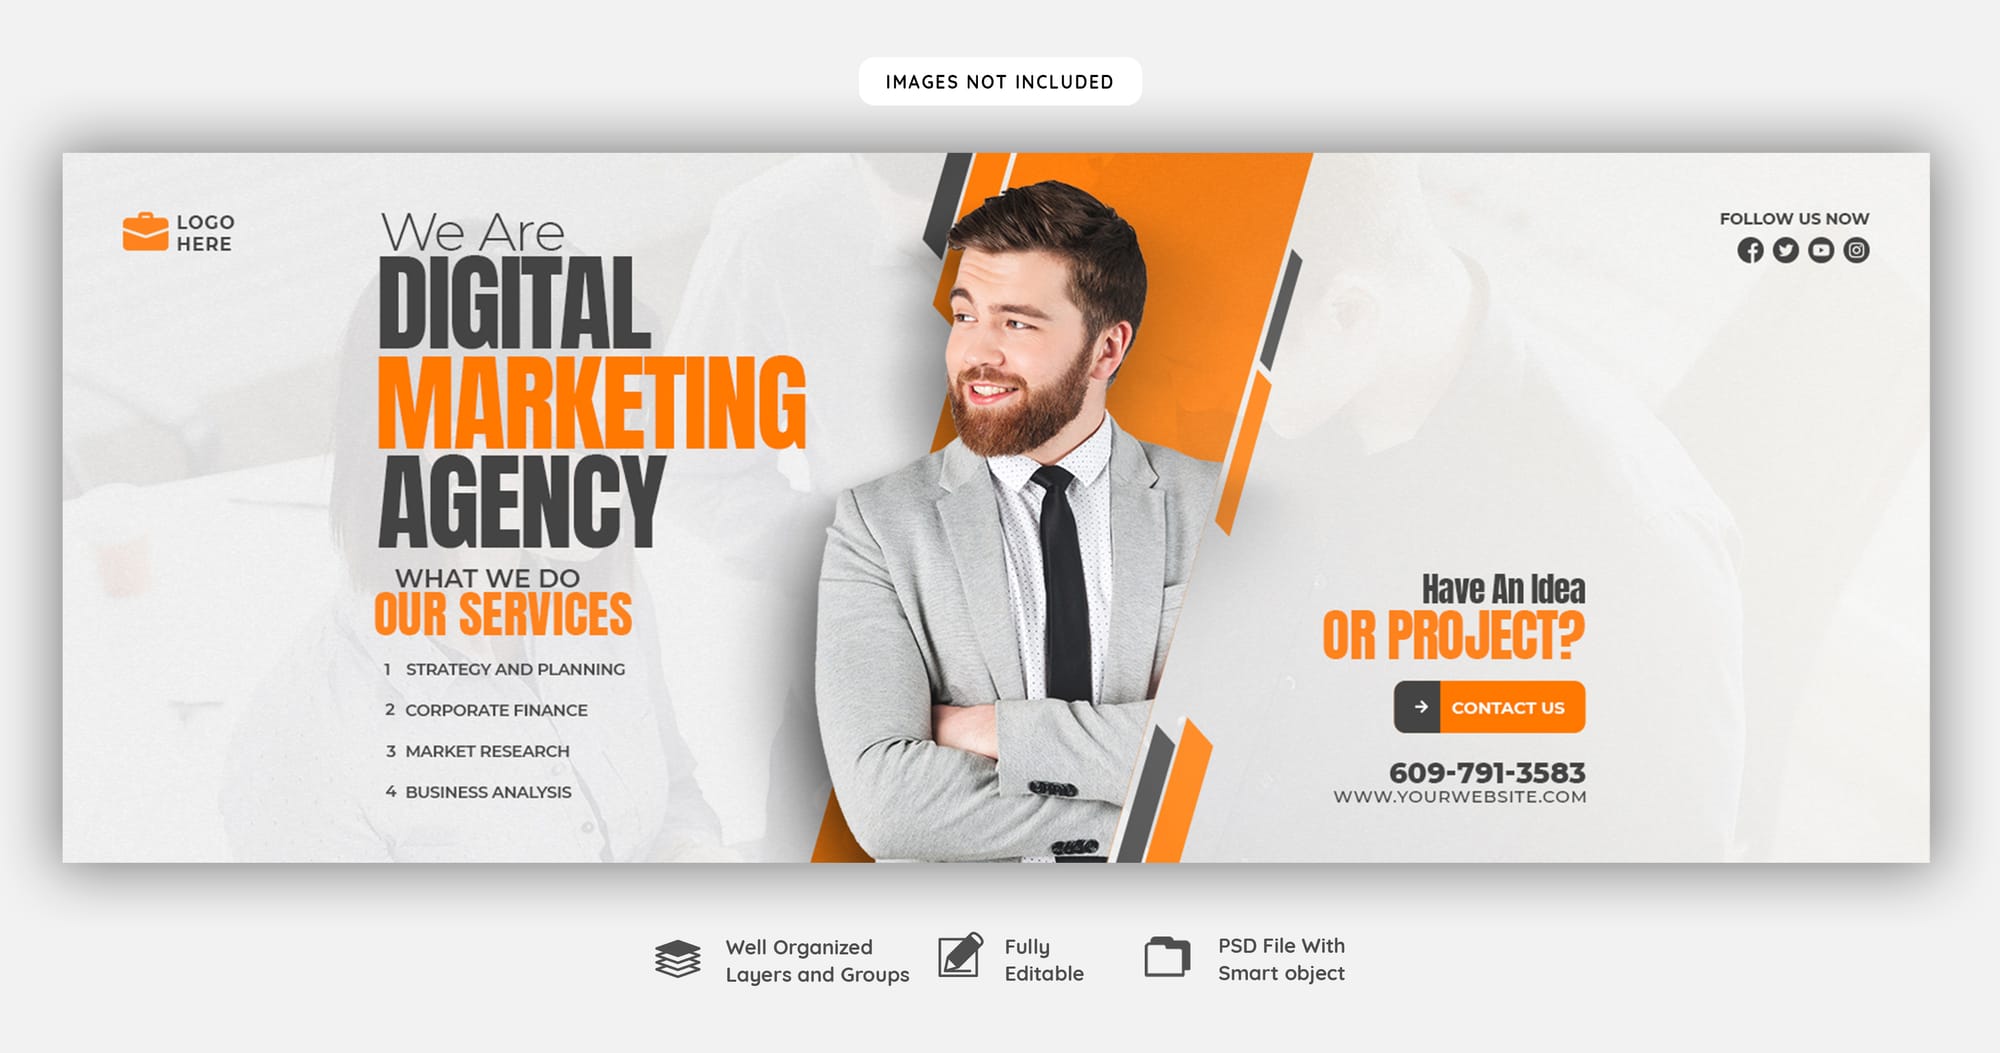 IMAGES NOT INCLUDED
LOGO
HERE
We Are
DIGITAL
MARKETING
AGENCY
WHAT WE DO
OUR SERVICES
1 STRATEGY AND PLANNING
2 CORPORATE FINANCE
3 MARKET RESEARCH
4 BUSINESS ANALYSIS
FOLLOW US NOW
Have An Idea
OR PROJECT?
CONTACT US
609-791-3583
WWW.YOURWEBSITE.COM
Well Organized
Layers and Groups
Fully
Editable
PSD File With
Smart object